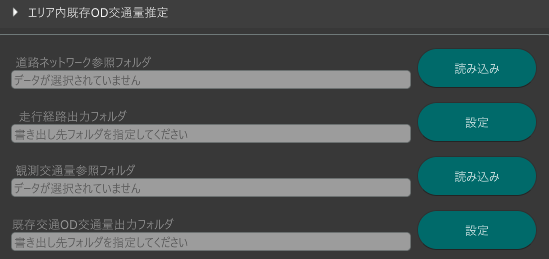 エリア内既存OD交通量推定
道路ネットワーク参照フォルダ
データが選択されていません
読み込み
走行経路出力フォルダ
書き出し先フォルダを指定してください
設定
観測交通量参照フォルダ
データが選択されていません
読み込み
既存交通OD交通量出力フォルダ
書き出し先フォルダを指定してください
設定